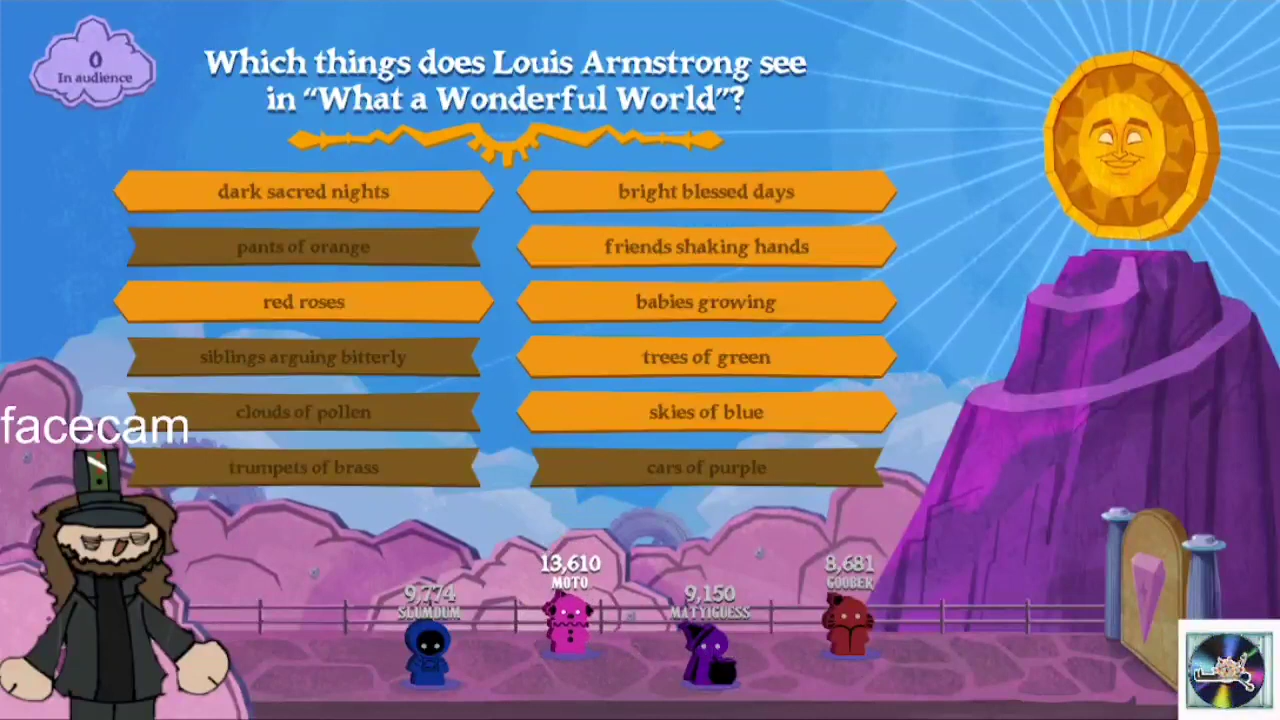 0
In audience
Which things does Louis Armstrong see
in “What a Wonderful World”?
dark sacred nights
bright blessed days
pants of orange
friends shaking hands
red roses
babies growing
siblings arguing bitterly
trees of green
clouds of pollen
skies of blue
trumpets of brass
cars of purple
facecam
13,610
MOTO
8,681
GOOBER
9,774
SLUMDUM
9,150
MATYIGUESS